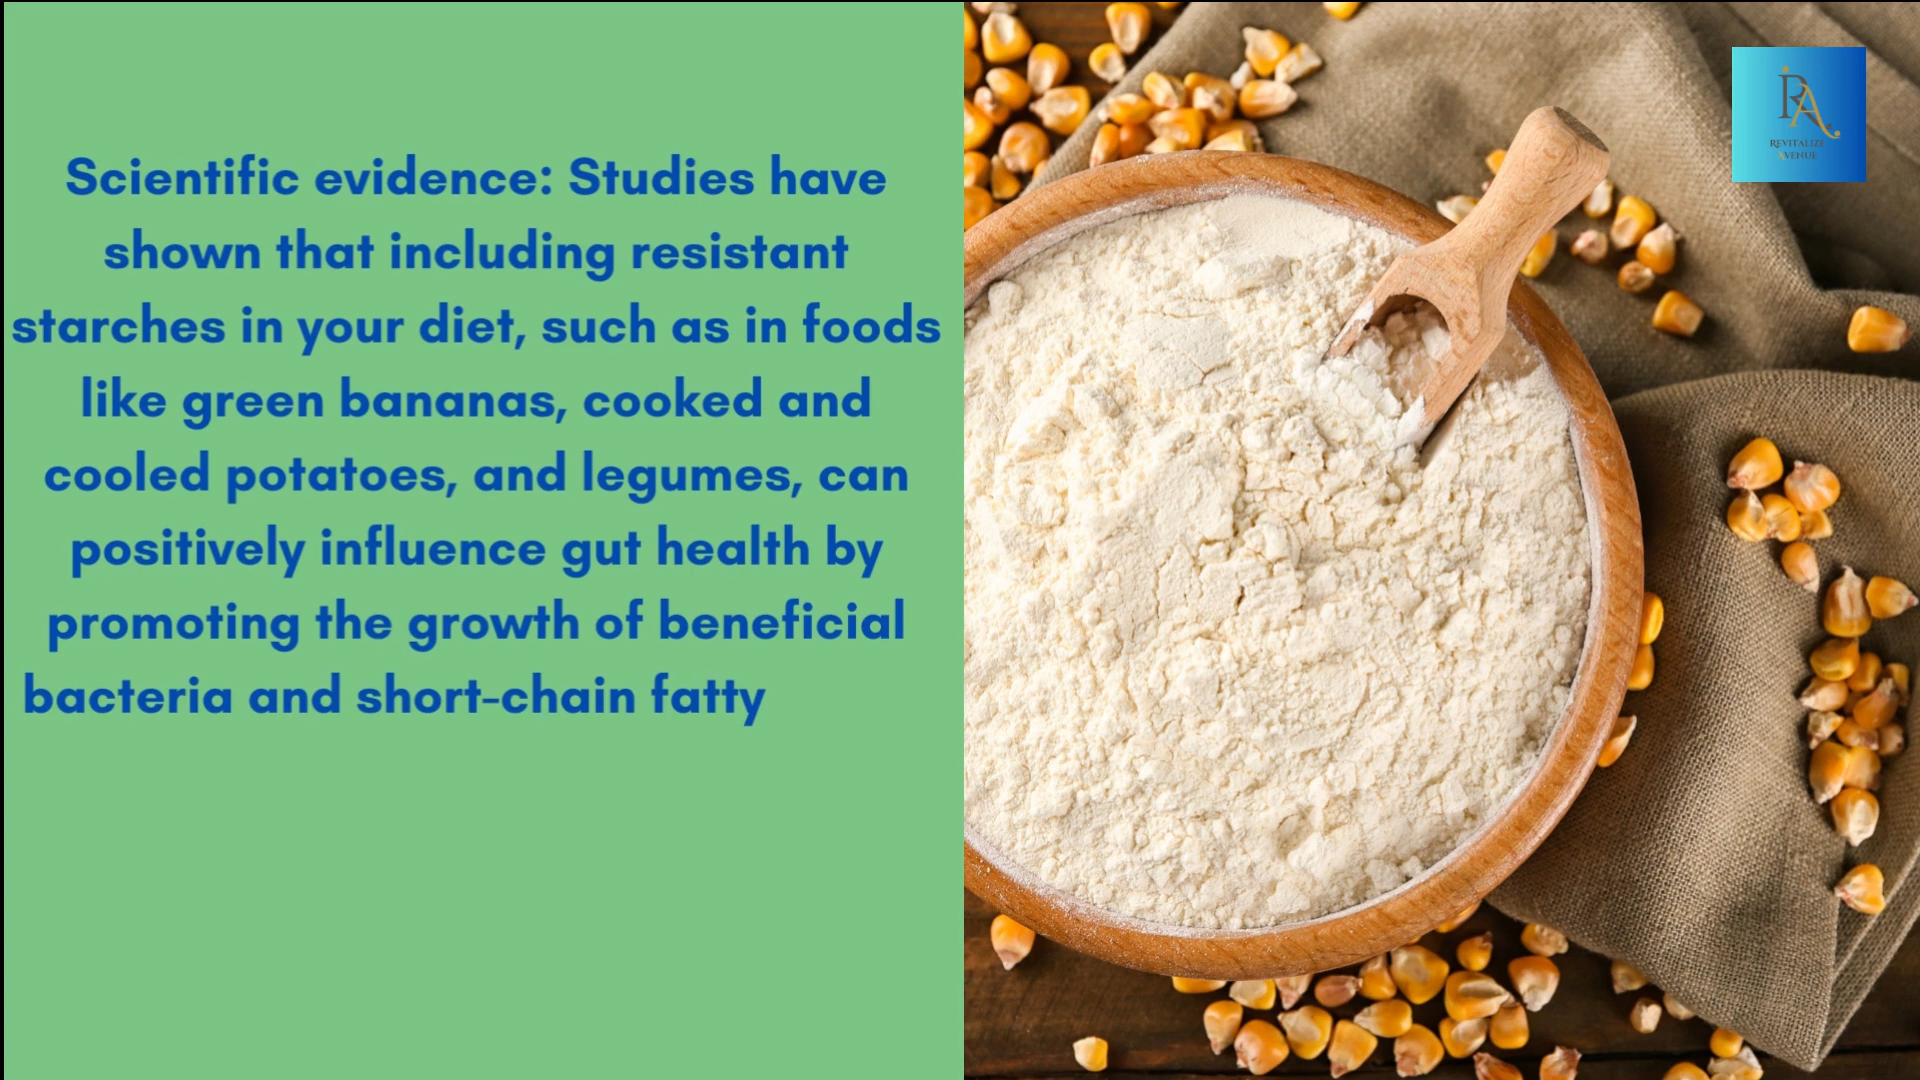 Scientific evidence: Studies have
shown that including resistant
starches in your diet, such as in foods
like green bananas, cooked and
cooled potatoes, and legumes, can
positively influence gut health by
promoting the growth of beneficial
bacteria and short-chain fatty
RA
REVITALIZE
AVENUE